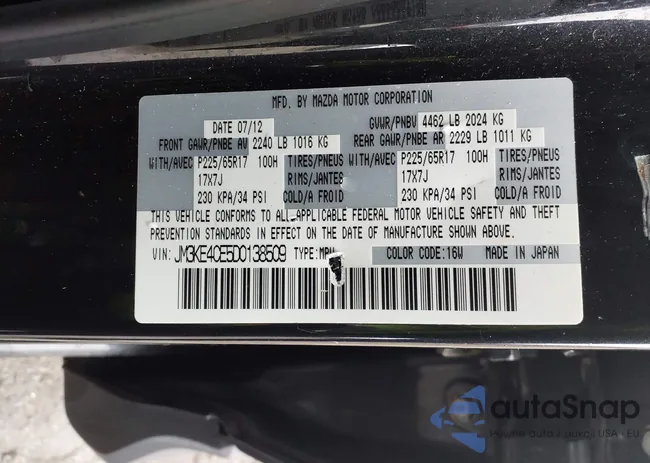 MFD. BY MAZDA MOTOR CORPORATION
DATE 07/12 GVWR/PNBV 4462 LB 2024 KG
FRONT GAWR/PNBE AV 2240 LB 1016 KG REAR GAWR/PNBE AR 2229 LB 1011 KG
WITH/AVEC P225/65R17 100H TIRES/PNEUS WITH/AVEC P225/65R17 100H TIRES/PNEUS
17X7J RIMS/JANTES 17X7J RIMS/JANTES
230 KPA/34 PSI COLD/A FROID 230 KPA/34 PSI COLD/A FROID
THIS VEHICLE CONFORMS TO ALL APPLICABLE FEDERAL MOTOR VEHICLE SAFETY AND THEFT
PREVENTION STANDARDS IN EFFECT ON THE DATE OF MANUFACTURE SHOWN ABOVE.
VIN: JM3KE4CE5D0138509 TYPE: COLOR CODE:16W MADE IN JAPAN
autaSnap
USA - EU